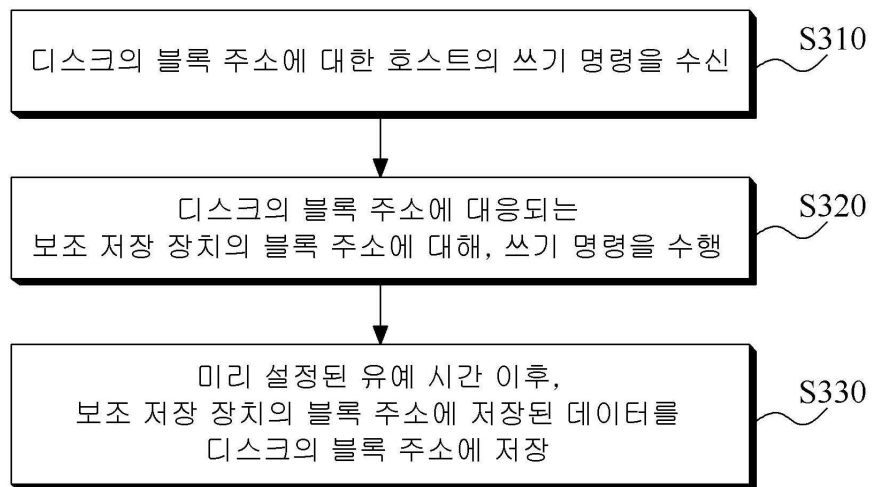 디스크의 블록 주소에 대한 호스트의 쓰기 명령을 수신
S310
디스크의 블록 주소에 대응되는
보조 저장 장치의 블록 주소에 대해, 쓰기 명령을 수행
S320
미리 설정된 유예 시간 이후,
보조 저장 장치의 블록 주소에 저장된 데이터를
디스크의 블록 주소에 저장
S330